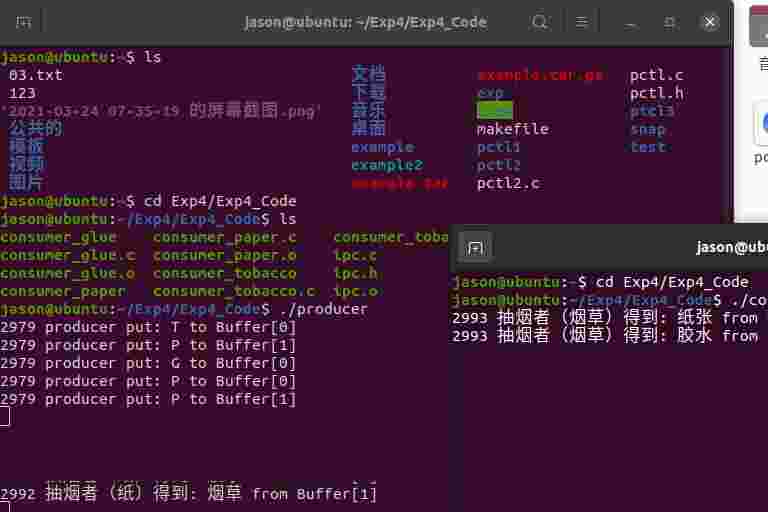 jason@ubuntu: ~/Exp4/Exp4_Code
jason@ubuntu:~$ ls
03.txt 文档 example.tar.gz pctl.c
123 下载 exp pctl.h
'2021-03-24 07-35-19 的屏幕截图.png' 音乐 ptcl3
公共的 桌面 makefile snap
模板 example pctl1 test
视频 example2 pctl2
图片 example.tar pctl2.c
jason@ubuntu:~$ cd Exp4/Exp4_Code
jason@ubuntu:~/Exp4/Exp4_Code$ ls
consumer_glue consumer_paper.c consumer_toba
consumer_glue.c consumer_paper.o ipc.c
consumer_glue.o consumer_tobacco ipc.h
consumer_paper consumer_tobacco.c ipc.o
jason@ubuntu:~/Exp4/Exp4_Code$ ./producer
2979 producer put: T to Buffer[0]
2979 producer put: P to Buffer[1]
2979 producer put: G to Buffer[0]
2979 producer put: P to Buffer[0]
2979 producer put: P to Buffer[1]
2992 抽烟者（纸）得到: 烟草 from Buffer[1]
jason@ubu
jason@ubuntu:~$ cd Exp4/Exp4_Code
jason@ubuntu:~/Exp4/Exp4_Code$ ./co
2993 抽烟者（烟草）得到: 纸张 from
2993 抽烟者（烟草）得到: 胶水 from